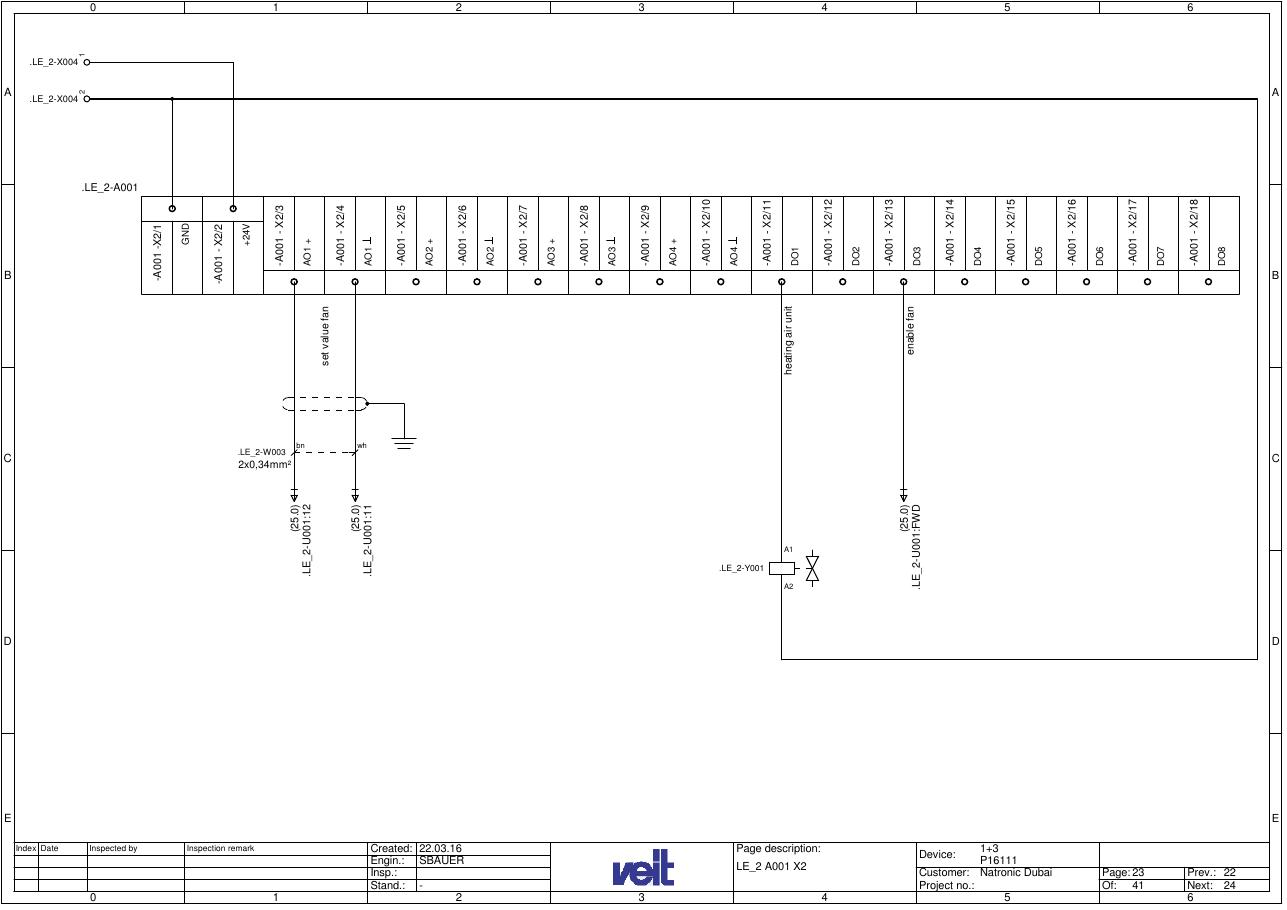 0 1 2 3 4 5 6
A A
B B
C C
D D
E E
.LE_2-X004 1
.LE_2-X004 2
.LE_2-A001
-A001 -X2/1 GND
-A001 - X2/2 +24V
-A001 - X2/3 AO1 +
-A001 - X2/4 AO1 ⊥
-A001 - X2/5 AO2 +
-A001 - X2/6 AO2 ⊥
-A001 - X2/7 AO3 +
-A001 - X2/8 AO3 ⊥
-A001 - X2/9 AO4 +
-A001 - X2/10 AO4 ⊥
-A001 - X2/11 DO1
-A001 - X2/12 DO2
-A001 - X2/13 DO3
-A001 - X2/14 DO4
-A001 - X2/15 DO5
-A001 - X2/16 DO6
-A001 - X2/17 DO7
-A001 - X2/18 DO8
set value fan
heating air unit
enable fan
.LE_2-W003 bn wh
2x0,34mm²
(25.0)
.LE_2-U001:12
(25.0)
.LE_2-U001:11
(25.0)
.LE_2-U001:FWD
A1
.LE_2-Y001
A2
Index Date Inspected by Inspection remark
Created: 22.03.16
Engin.: SBAUER
Insp.:
Stand.: -
veit
Page description:
LE_2 A001 X2
Device: 1+3
P16111
Customer: Natronic Dubai
Project no.:
Page: 23 Prev.: 22
Of: 41 Next: 24
0 1 2 3 4 5 6